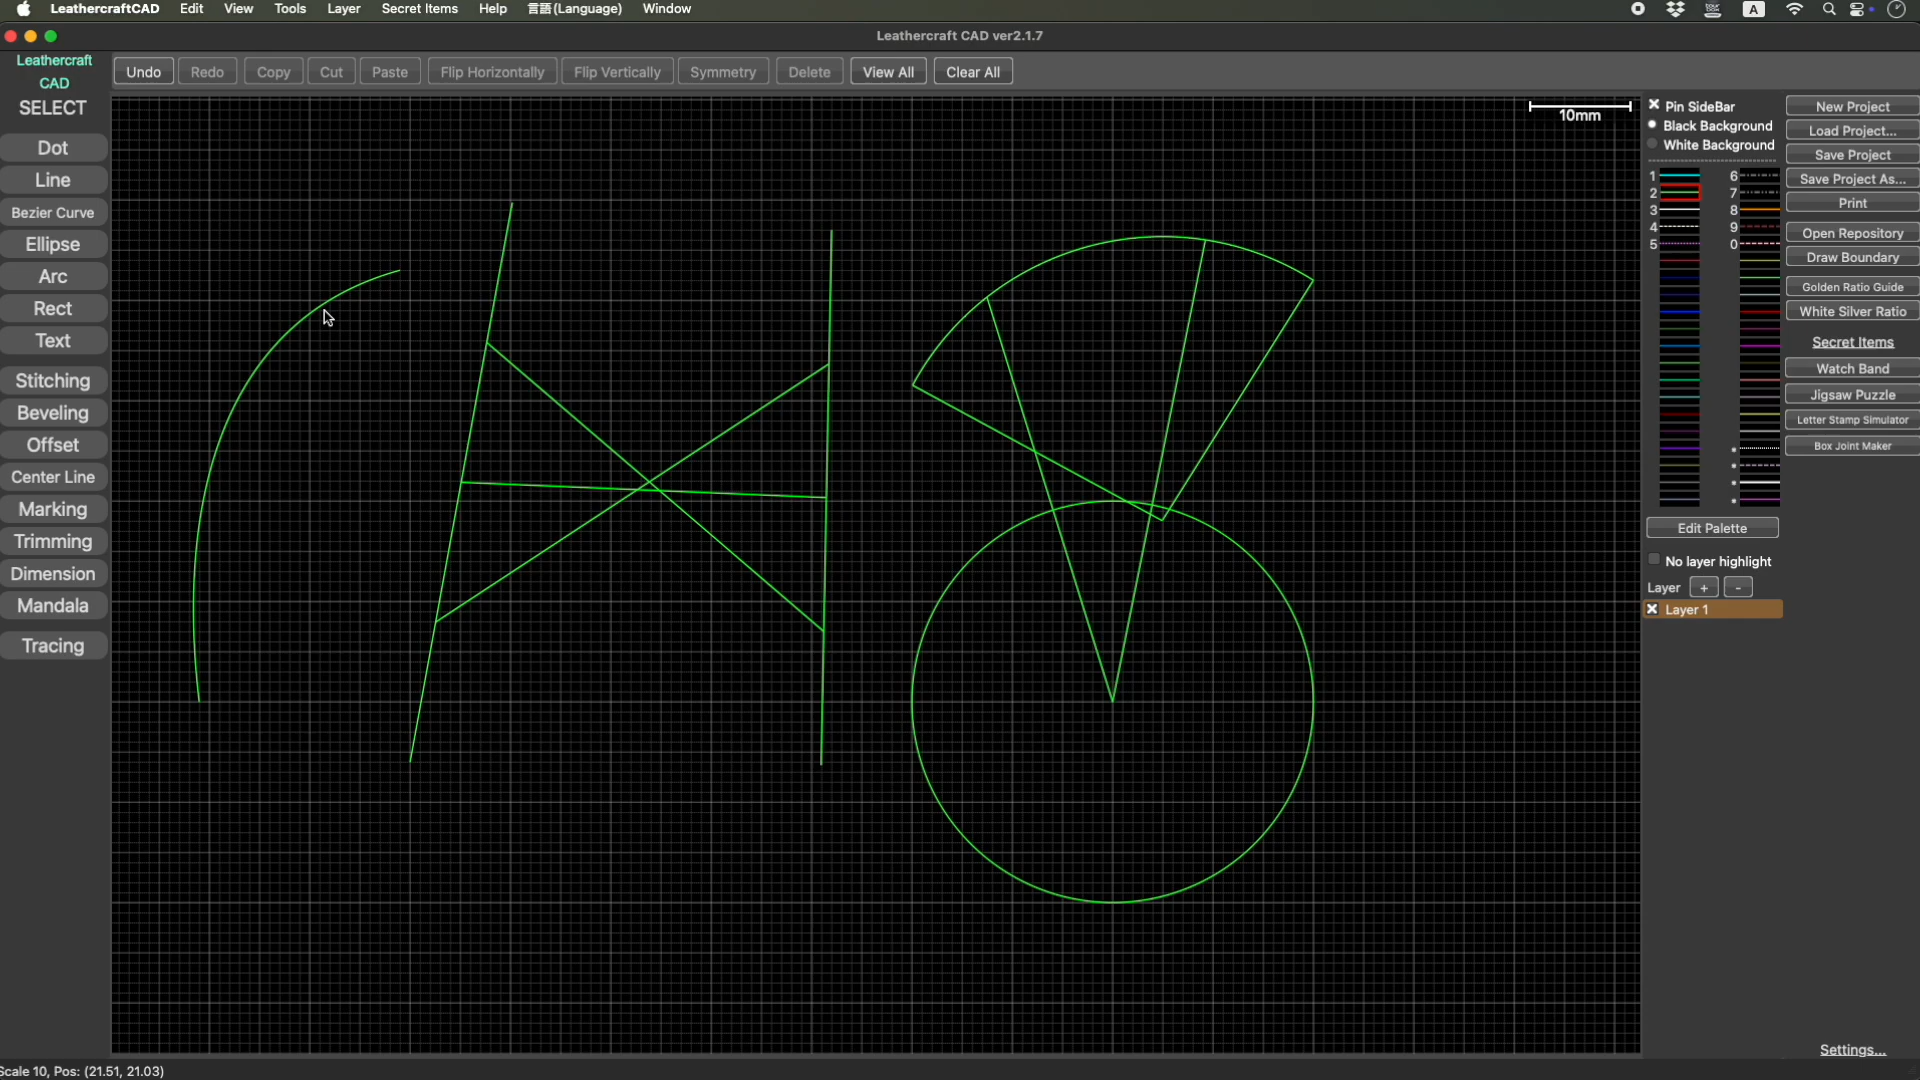 LeathercraftCAD Edit View Tools Layer Secret Items Help 言語(Language) Window A
Leathercraft CAD ver2.1.7
Leathercraft
CAD
SELECT
Undo Redo Copy Cut Paste Flip Horizontally Flip Vertically Symmetry Delete View All Clear All
Dot
Line
Bezier Curve
Ellipse
Arc
Rect
Text
Stitching
Beveling
Offset
Center Line
Marking
Trimming
Dimension
Mandala
Tracing
10mm
Pin SideBar
Black Background
White Background
1 6
2 7
3 8
4 9
5 0
Edit Palette
No layer highlight
Layer + -
Layer 1
New Project
Load Project...
Save Project
Save Project As...
Print
Open Repository
Draw Boundary
Golden Ratio Guide
White Silver Ratio
Secret Items
Watch Band
Jigsaw Puzzle
Letter Stamp Simulator
Box Joint Maker
Settings...
Scale 10, Pos: (21.51, 21.03)